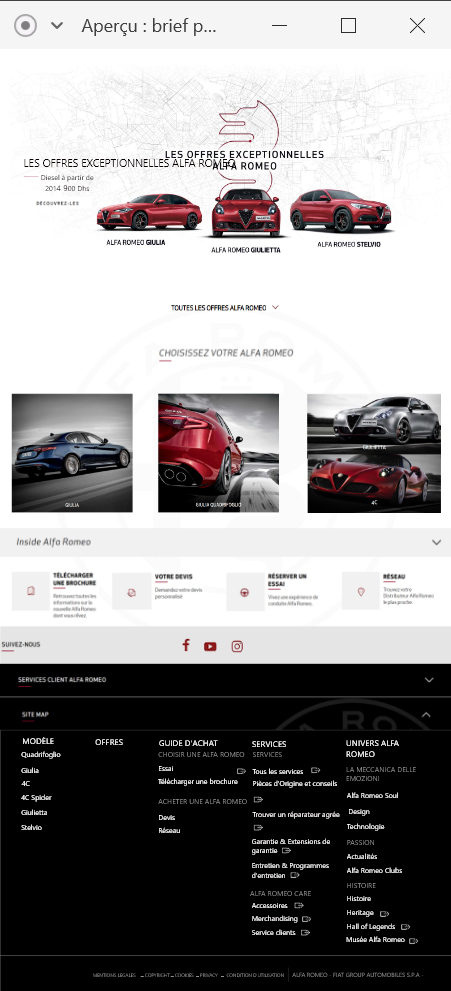 Aperçu : brief p...
LES OFFRES EXCEPTIONNELLES
ALFA ROMEO
LES OFFRES EXCEPTIONNELLES ALFA ROMEO
Diesel à partir de
2014 900 Dhs
DÉCOUVREZ-LES
ALFA ROMEO GIULIA
ALFA ROMEO GIULIETTA
ALFA ROMEO STELVIO
TOUTES LES OFFRES ALFA ROMEO
CHOISISSEZ VOTRE ALFA ROMEO
GIULIA
GIULIA QUADRIFOGLIO
GIULIETTA
4C
Inside Alfa Romeo
TÉLÉCHARGER
UNE BROCHURE
Retrouvez toutes les
informations sur la
nouvelle Alfa Romeo
dont vous rêvez.
VOTRE DEVIS
Demandez votre devis
personnalisé
RÉSERVER UN
ESSAI
Vivez une expérience de
conduite Alfa Romeo.
RÉSEAU
Trouvez votre
Distributeur Alfa Romeo
le plus proche.
SUIVEZ-NOUS
SERVICES CLIENT ALFA ROMEO
SITE MAP
MODÈLE
Quadrifoglio
Giulia
4C
4C Spider
Giulietta
Stelvio
OFFRES
GUIDE D'ACHAT
CHOISIR UNE ALFA ROMEO
Essai
Télécharger une brochure
ACHETER UNE ALFA ROMEO
Devis
Réseau
SERVICES
SERVICES
Tous les services
Pièces d'Origine et conseils
Trouver un réparateur agrée
Garantie & Extensions de
garantie
Entretien & Programmes
d'entretien
ALFA ROMEO CARE
Accessoires
Merchandising
Service clients
UNIVERS ALFA
ROMEO
LA MECCANICA DELLE
EMOZIONI
Alfa Romeo Soul
Design
Technologie
PASSION
Actualités
Alfa Romeo Clubs
HISTOIRE
Histoire
Heritage
Hall of Legends
Musée Alfa Romeo
MENTIONS LEGALES COPYRIGHT COOKIES PRIVACY CONDITION D UTILISATION ALFA ROMEO - FIAT GROUP AUTOMOBILES S.P.A -